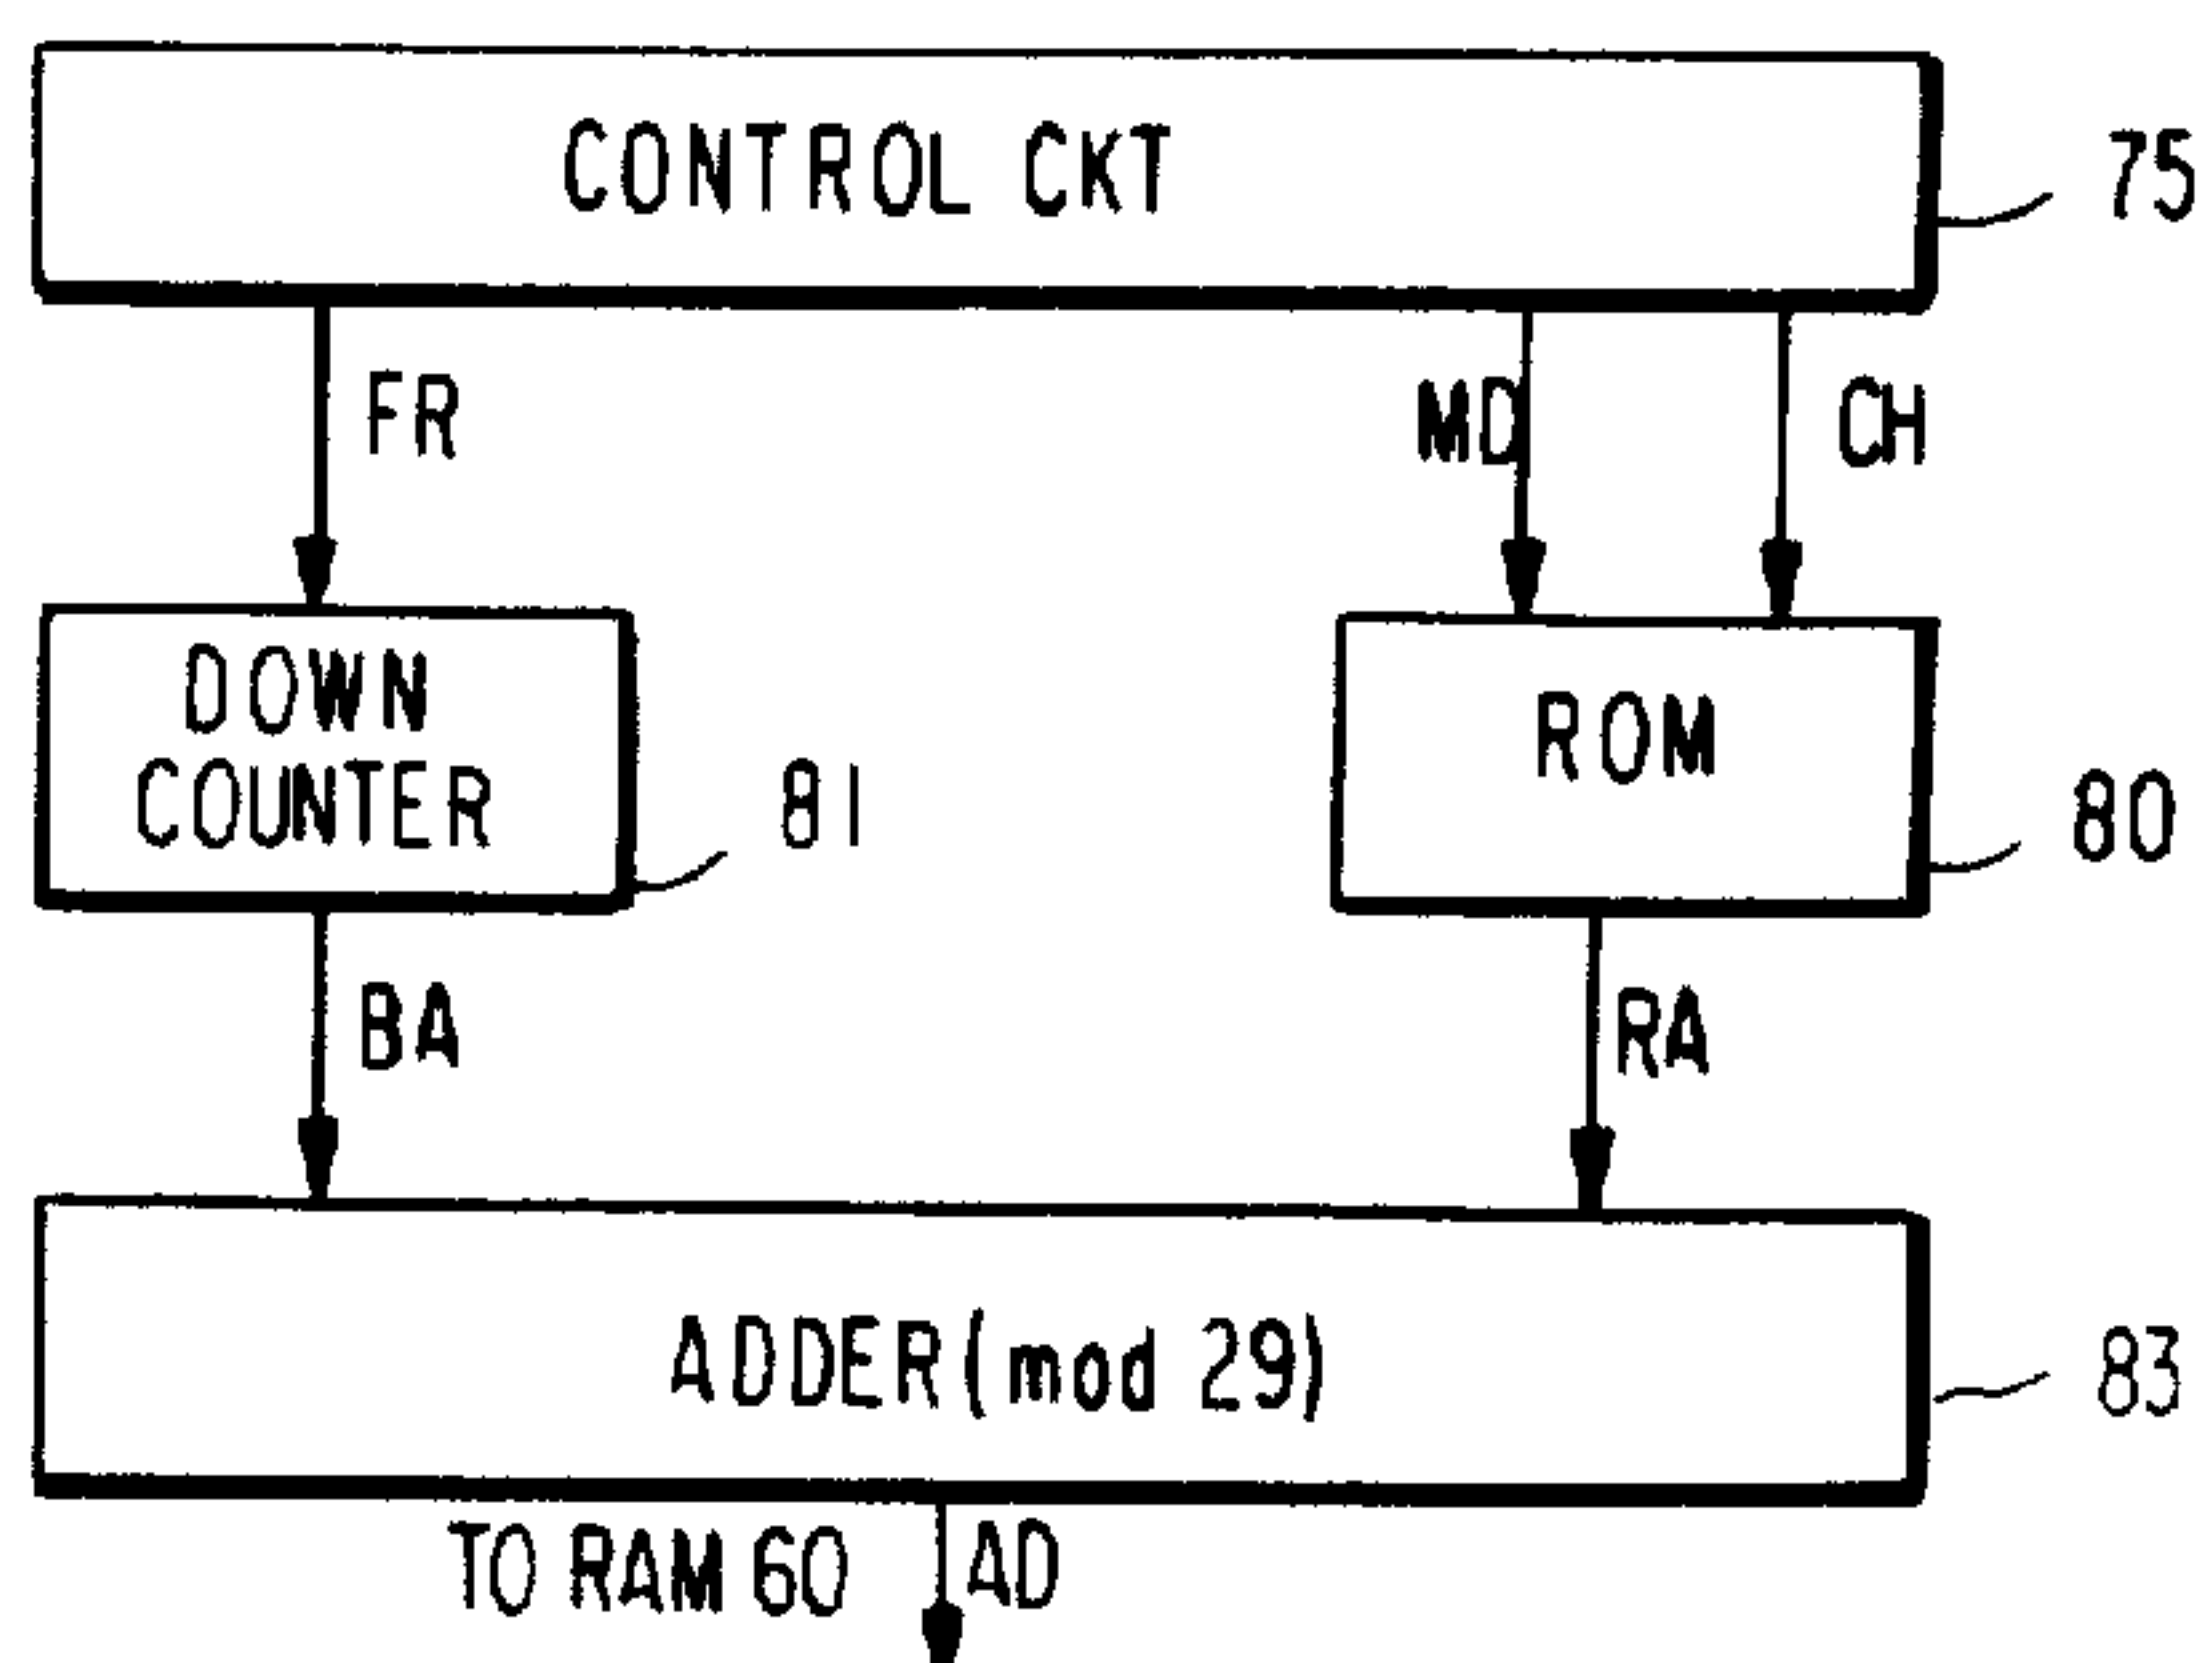 CONTROL CKT
75
FR
MD
CH
DOWN
COUNTER
81
ROM
80
BA
RA
ADDER (mod 29)
83
TO RAM 60
AD